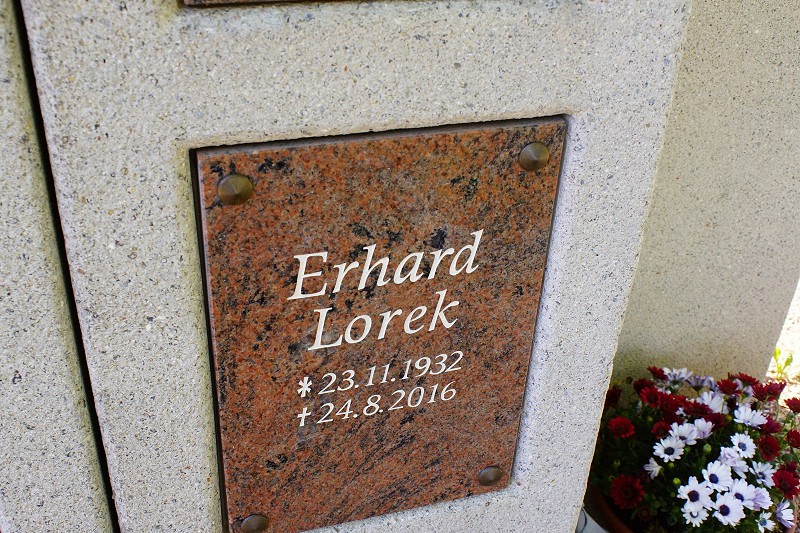 Erhard
Lorek
* 23.11.1932
† 24.8.2016